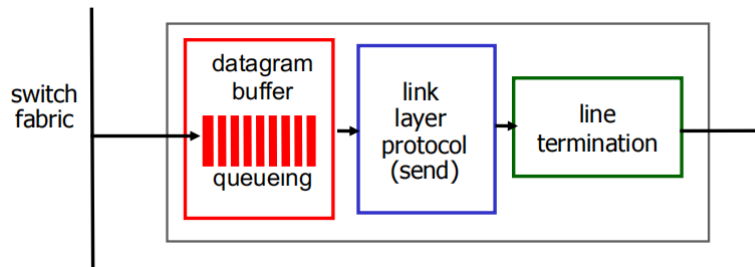 switch
fabric
datagram
buffer
queueing
link
layer
protocol
(send)
line
termination